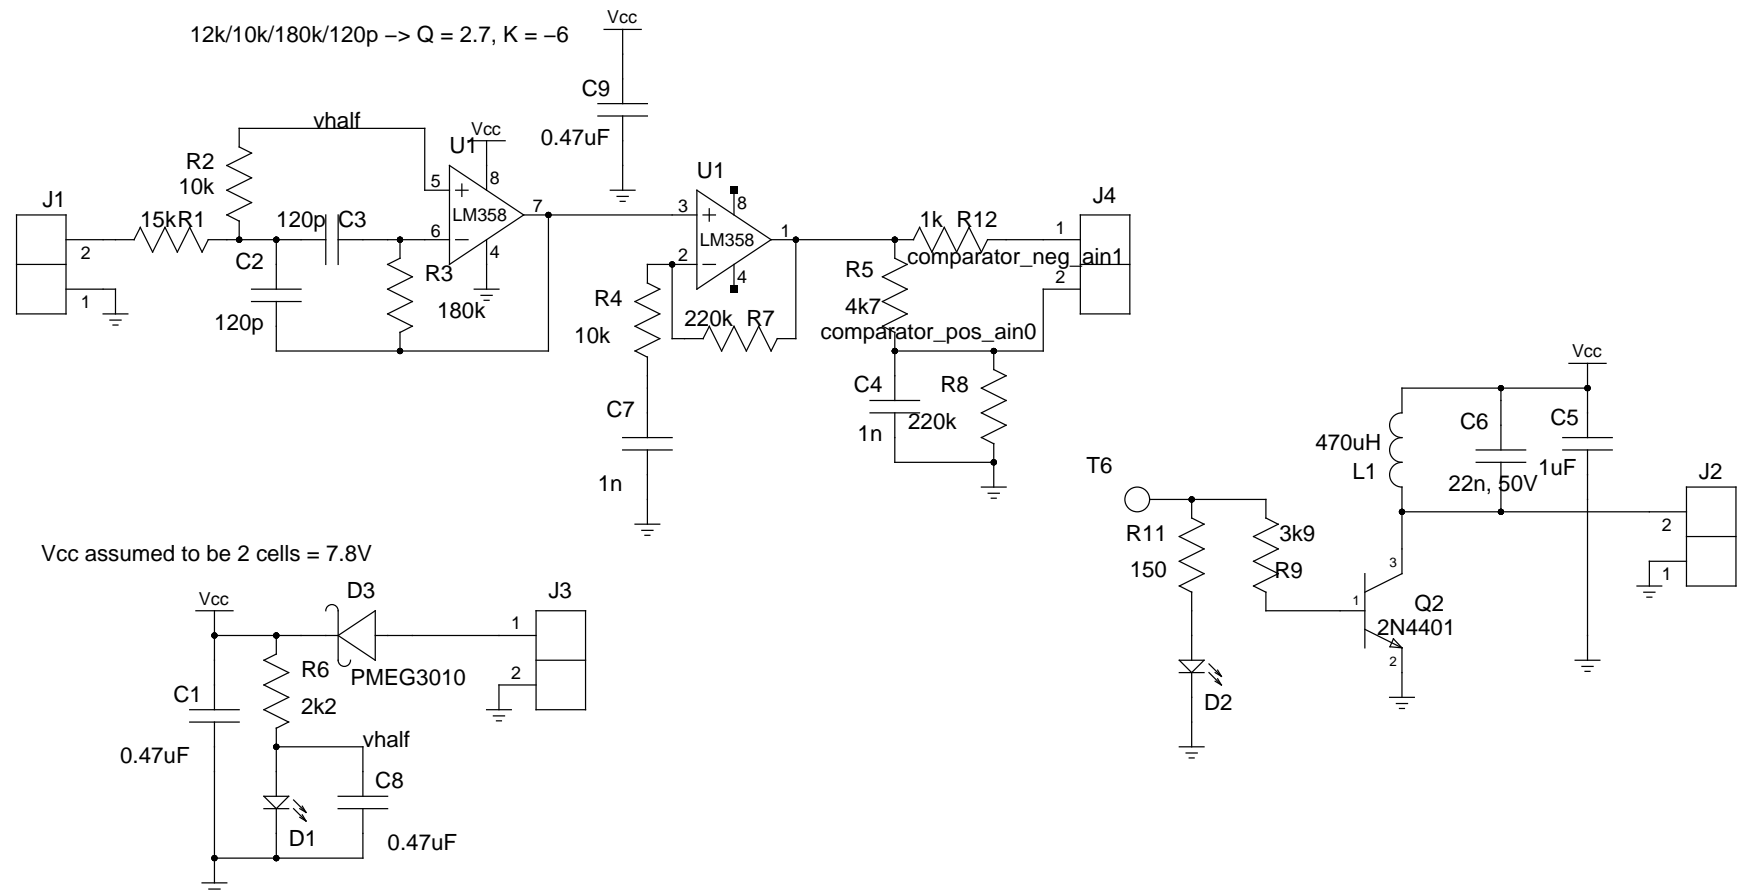 12k/10k/180k/120p −> Q = 2.7, K = −6
Vcc
C9
0.47uF
vhalf
U1
Vcc
R2
10k
5
8
J1
15k
R1
120p
C3
LM358
7
2
6
C2
4
R3
1
120p
180k
U1
3
8
J4
LM358
1
1k
R12
1
2
comparator_neg_ain1
4
R5
2
R4
4k7
10k
220k
R7
comparator_pos_ain0
C4
R8
C7
1n
220k
1n
Vcc
C6
C5
470uH
L1
22n, 50V
1uF
J2
T6
R11
3k9
2
150
R9
3
1
1
Q2
2N4401
2
D2
Vcc assumed to be 2 cells = 7.8V
Vcc
D3
J3
1
R6
PMEG3010
2
C1
2k2
0.47uF
vhalf
C8
D1
0.47uF